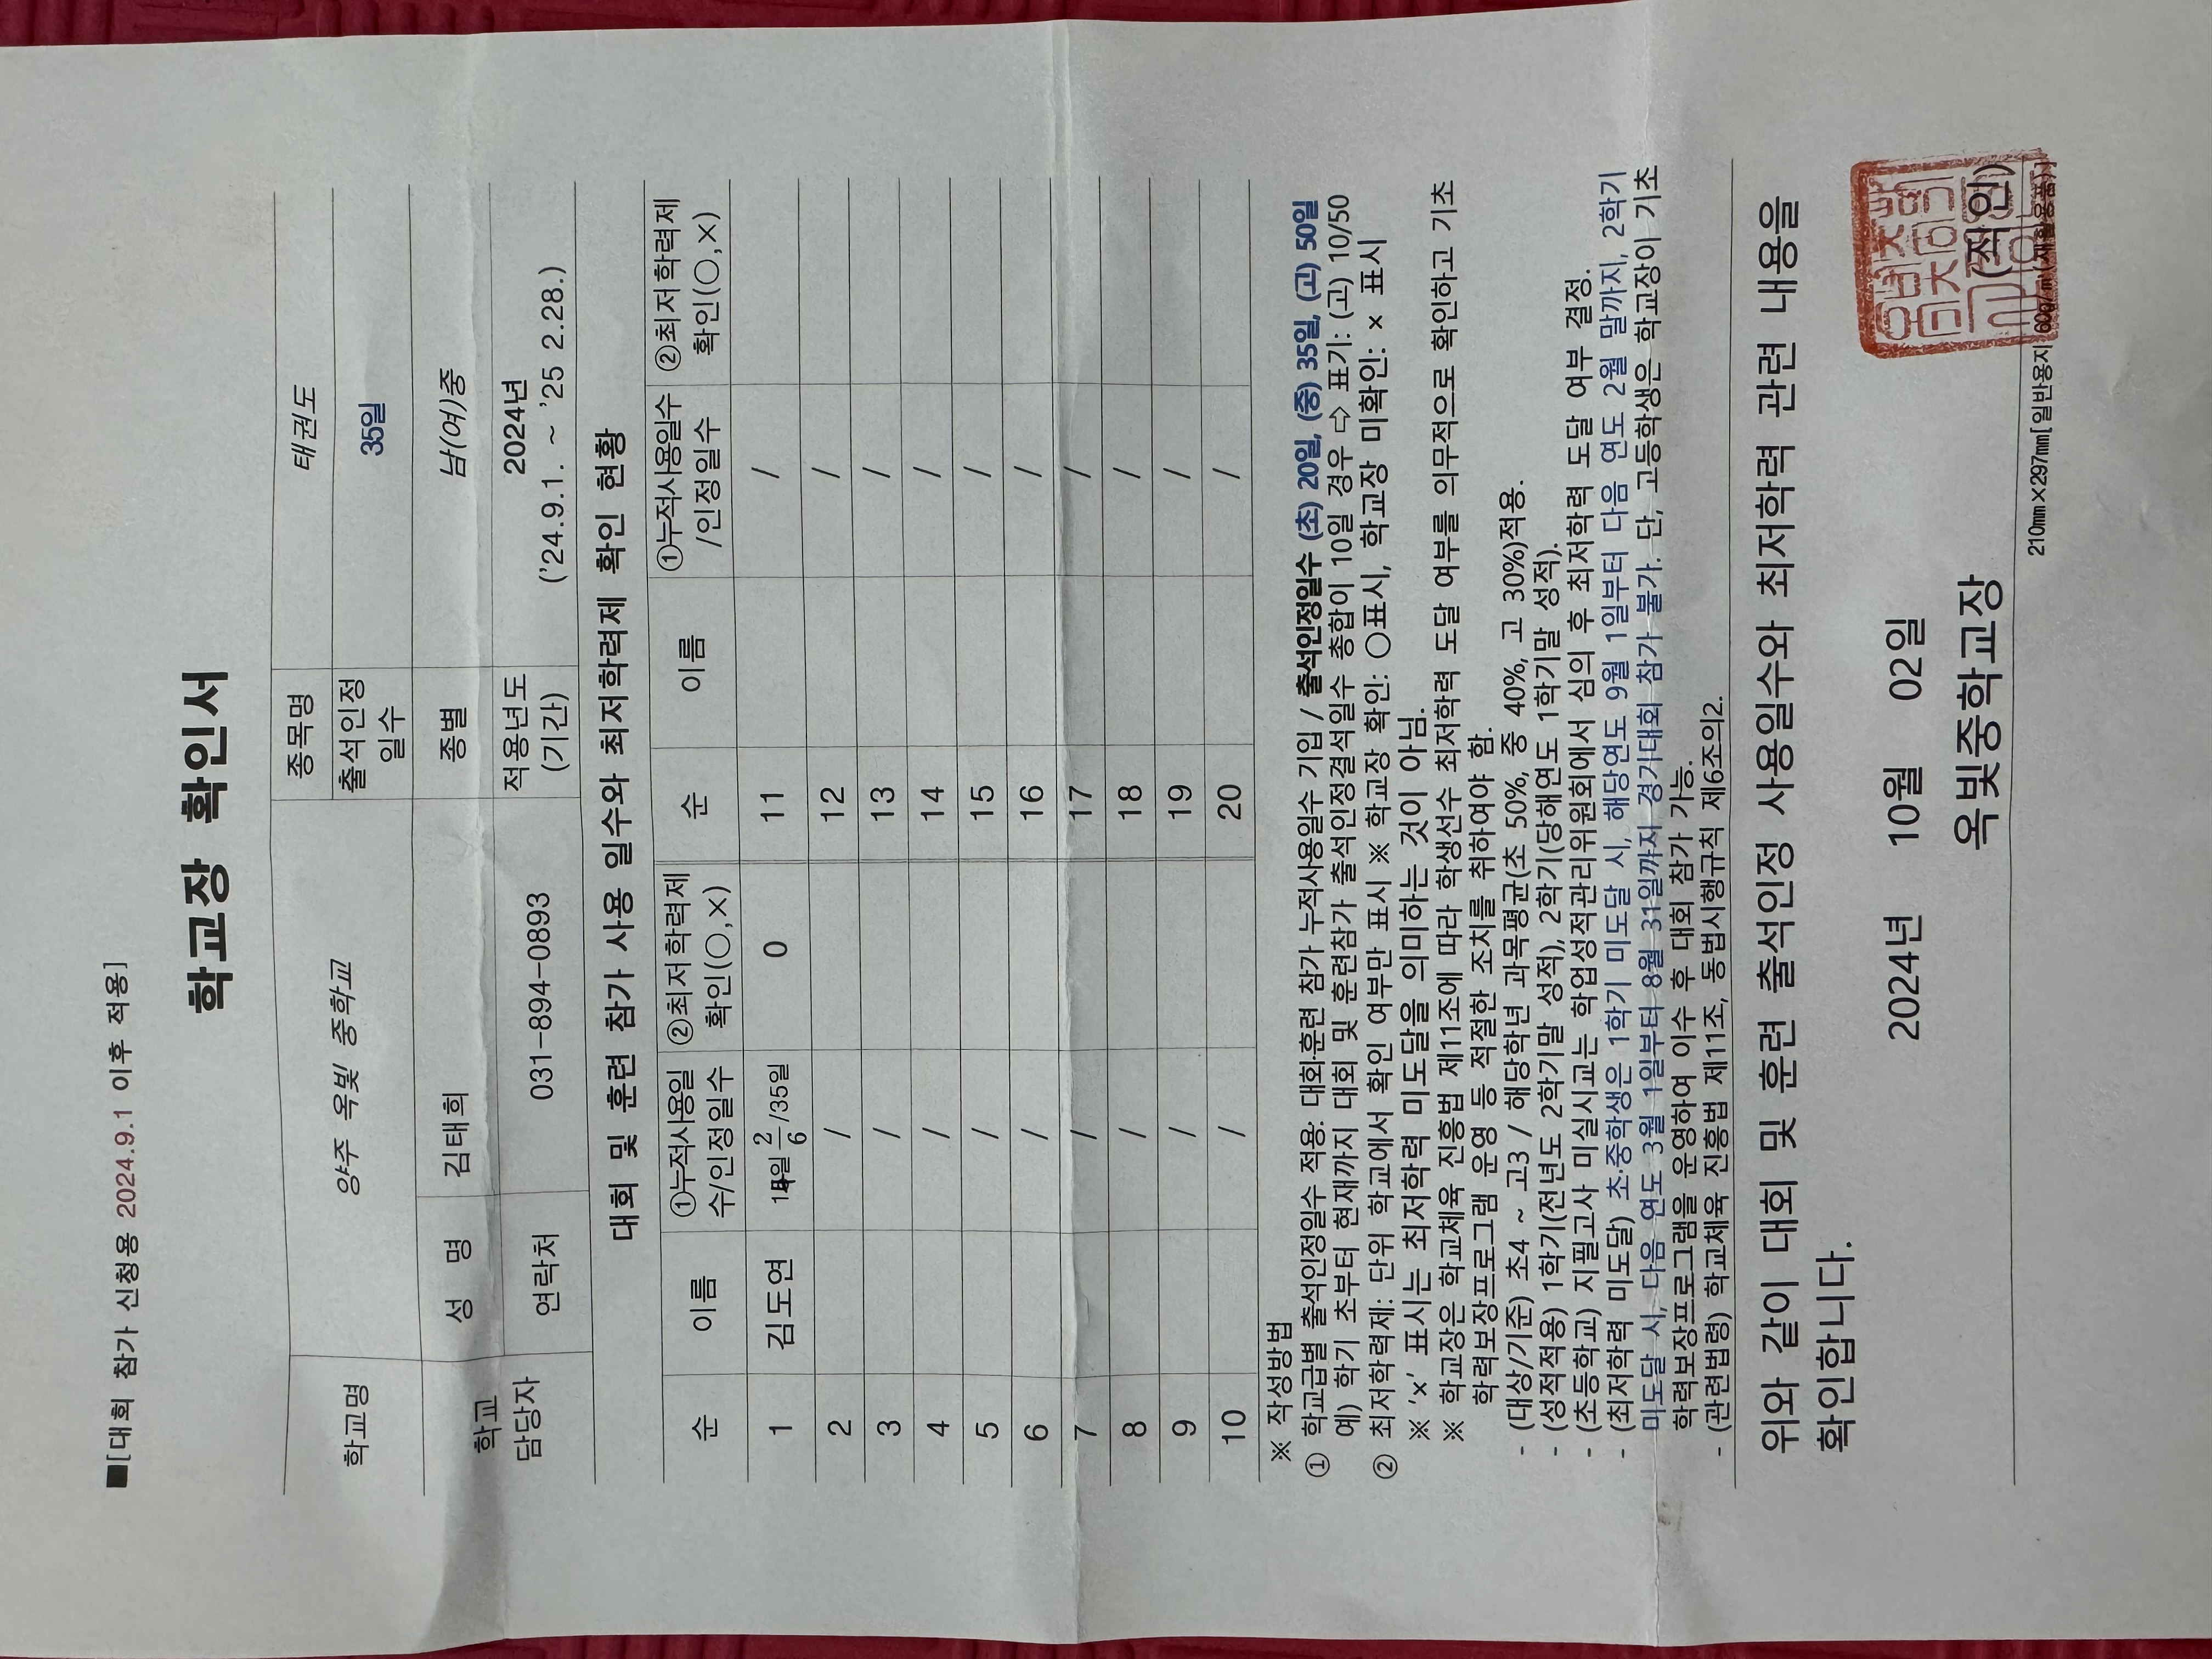 ■[대회 참가 신청용 2024.9.1 이후 적용]
학교장 확인서
학교명 양주 옥빛 중학교 종목명 태권도
출석인정일수 35일
학교 담당자 성 명 김태희 종별 남(여)중
연락처 031-894-0893 적용년도 (기간) 2024년
('24.9.1. ~ '25 2.28.)
대회 및 훈련 참가 사용 일수와 최저학력제 확인 현황
순 이름 ①누적사용일수/인정일수 ②최저학력제 확인(○,×) 순 이름 ①누적사용일수/인정일수 ②최저학력제 확인(○,×)
1 김도연 /35일 0 11 /
2 / 12 /
3 / 13 /
4 / 14 /
5 / 15 /
6 / 16 /
7 / 17 /
8 / 18 /
9 / 19 /
10 / 20 /
※ 작성방법
① 학교급별 출석인정일수 적용: 대회·훈련 참가 누적사용일수 기입 / 출석인정일수 (초) 20일, (중) 35일, (고) 50일
예) 학기 초부터 현재까지 대회 및 훈련참가 출석인정결석일수 총합이 10일 경우 ⇨ 표기: (고) 10/50
② 최저학력제: 단위 학교에서 확인 여부만 표시 ※ 학교장 확인: ○표시, 학교장 미확인: × 표시
※ '×' 표시는 최저학력 미도달을 의미하는 것이 아님.
※ 학교장은 학교체육 진흥법 제11조에 따라 학생선수 최저학력 도달 여부를 의무적으로 확인하고 기초
학력보장프로그램 운영 등 적절한 조치를 취하여야 함.
- (대상/기준) 초4 ~ 고3 / 해당학년 과목평균(초 50%, 중 40%, 고 30%)적용.
- (성적적용) 1학기(전년도 2학기말 성적), 2학기(당해연도 1학기말 성적).
- (초등학교) 지필고사 미실시교는 학업성적관리위원회에서 심의 후 최저학력 도달 여부 결정.
- (최저학력 미도달) 초·중학생은 1학기 미도달 시, 해당연도 9월 1일부터 다음 연도 2월 말까지, 2학기
미도달 시, 다음 연도 3월 1일부터 8월 31일까지 경기대회 참가 불가. 단, 고등학생은 학교장이 기초
학력보장프로그램을 운영하여 이수 후 대회 참가 가능.
- (관련법령) 학교체육 진흥법 제11조, 동법시행규칙 제6조의2.
위와 같이 대회 및 훈련 출석인정 사용일수와 최저학력 관련 내용을
확인합니다.
2024년 10월 02일
옥빛중학교장 (직인)
210㎜×297㎜[일반용지 60g/㎡(재활용품)]